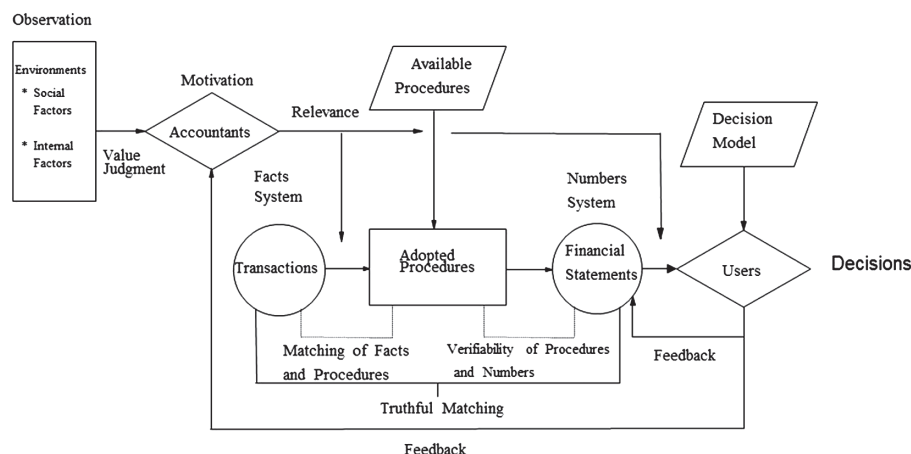 Observation
Environments
* Social
Factors
* Internal
Factors
Value
Judgment
Motivation
Accountants
Relevance
Available
Procedures
Decision
Model
Facts
System
Numbers
System
Transactions
Adopted
Procedures
Financial
Statements
Users
Decisions
Matching of Facts
and Procedures
Verifiability of Procedures
and Numbers
Feedback
Truthful Matching
Feedback